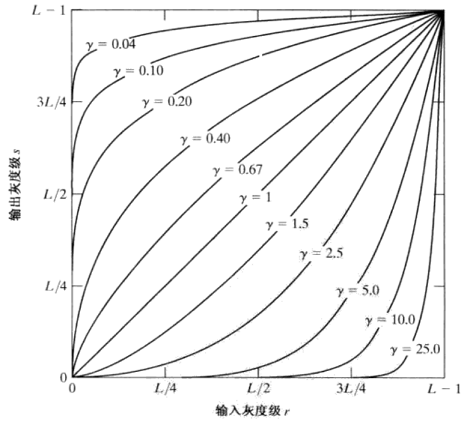 L − 1
γ = 0.04
γ = 0.10
3L/4
γ = 0.20
γ = 0.40
γ = 0.67
输出灰度级 s
L/2
γ = 1
γ = 1.5
γ = 2.5
L/4
γ = 5.0
γ = 10.0
γ = 25.0
0
0 L/4 L/2 3L/4 L − 1
输入灰度级 r